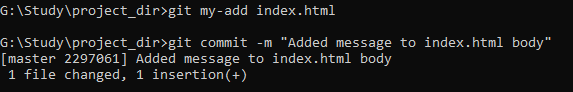 G:\Study\project_dir>git my-add index.html
G:\Study\project_dir>git commit -m "Added message to index.html body"
[master 2297061] Added message to index.html body
 1 file changed, 1 insertion(+)